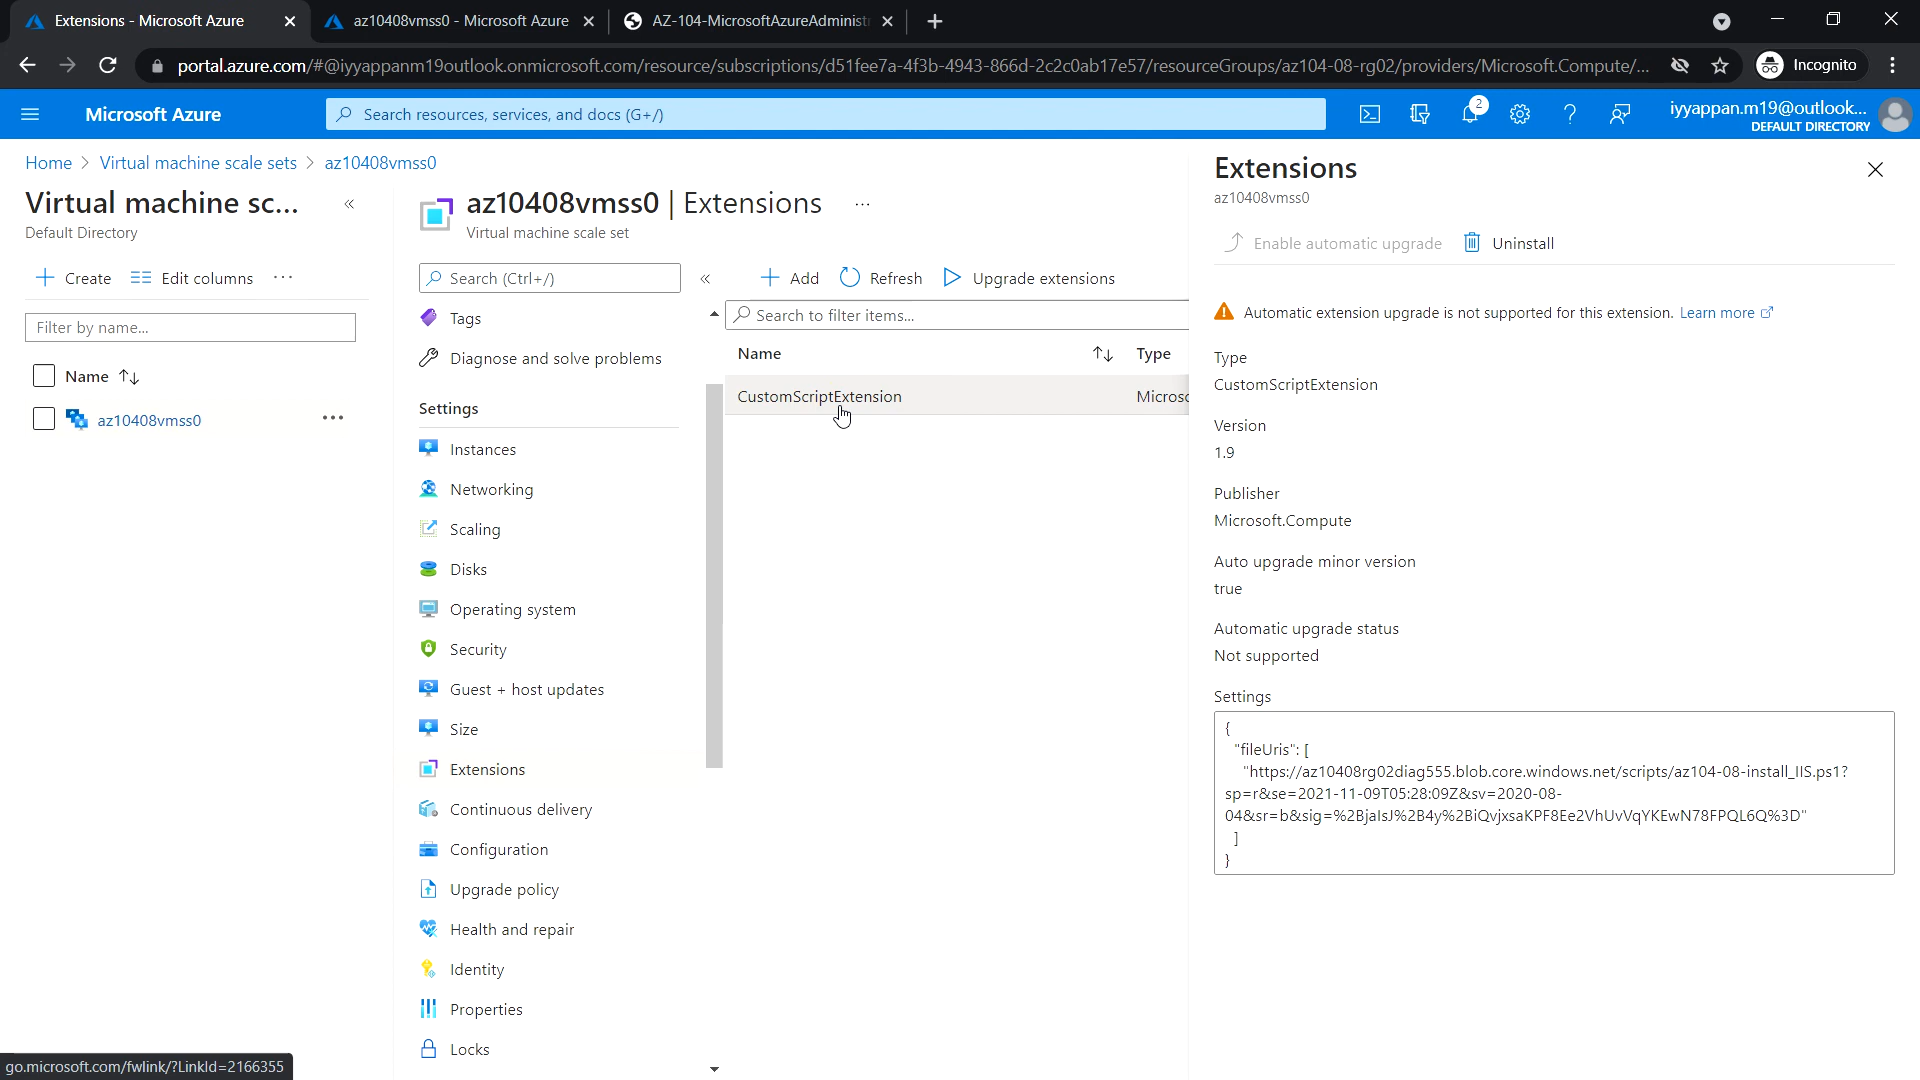 Extensions - Microsoft Azure
az10408vmss0 - Microsoft Azure
AZ-104-MicrosoftAzureAdminist
portal.azure.com/#@iyyappanm19outlook.onmicrosoft.com/resource/subscriptions/d51fee7a-4f3b-4943-866d-2c2c0ab17e57/resourceGroups/az104-08-rg02/providers/Microsoft.Compute/...
Incognito
Microsoft Azure
Search resources, services, and docs (G+/)
2
iyyappan.m19@outlook...
DEFAULT DIRECTORY
Home > Virtual machine scale sets > az10408vmss0
Virtual machine sc...
Default Directory
Create
Edit columns
Filter by name...
Name
az10408vmss0
az10408vmss0 | Extensions
Virtual machine scale set
Search (Ctrl+/)
Tags
Diagnose and solve problems
Settings
Instances
Networking
Scaling
Disks
Operating system
Security
Guest + host updates
Size
Extensions
Continuous delivery
Configuration
Upgrade policy
Health and repair
Identity
Properties
Locks
Add
Refresh
Upgrade extensions
Search to filter items...
Name
Type
CustomScriptExtension
Microso
Extensions
az10408vmss0
Enable automatic upgrade
Uninstall
Automatic extension upgrade is not supported for this extension. Learn more
Type
CustomScriptExtension
Version
1.9
Publisher
Microsoft.Compute
Auto upgrade minor version
true
Automatic upgrade status
Not supported
Settings
{
"fileUris": [
"https://az10408rg02diag555.blob.core.windows.net/scripts/az104-08-install_IIS.ps1?
sp=r&se=2021-11-09T05:28:09Z&sv=2020-08-
04&sr=b&sig=%2BjalsJ%2B4y%2BiQvjxsaKPF8Ee2VhUvVqYKEwN78FPQL6Q%3D"
]
}
go.microsoft.com/fwlink/?LinkId=2166355